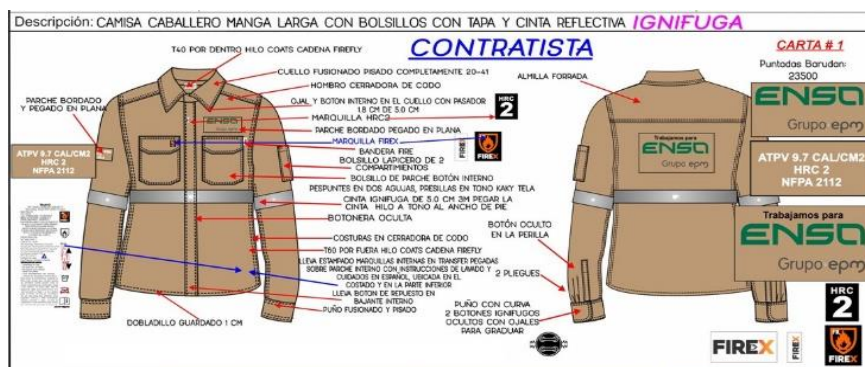 Descripción: CAMISA CABALLERO MANGA LARGA CON BOLSILLOS CON TAPA Y CINTA REFLECTIVA IGNIFUGA
CONTRATISTA
CARTA # 1
Puntadas Barudan:
23500
T40 POR DENTRO HILO COATS CADENA FIREFLY
CUELLO FUSIONADO PISADO COMPLETAMENTE 20-41
HOMBRO CERRADORA DE CODO
OJAL Y BOTON INTERNO EN EL CUELLO CON PASADOR
1.8 CM DE 3.0 CM
MARQUILLA HRC2
PARCHE BORDADO PEGADO EN PLANA
MARQUILLA FIREX
BANDERA FIRE
BOLSILLO LAPICERO DE 2
COMPARTIMIENTOS
BOLSILLO DE PARCHE BOTON INTERNO
DESPUNTES EN DOS AGUJAS, PRESILLAS EN TONO KAKY TELA
CINTA IGNIFUGA DE 5.0 CM 3M PEGAR LA
CINTA HILO A TONO AL ANCHO DE PIE
BOTONERA OCULTA
COSTURAS EN CERRADORA DE CODO
T60 POR FUERA HILO COATS CADENA FIREFLY
LLEVA ESTAMPADO MARQUILLAS INTERNAS EN TRANSFER PEGADAS
SOBRE PARCHE INTERNO CON INSTRUCCIONES DE LAVADO Y
CUIDADOS EN ESPAÑOL, UBICADA EN EL
COSTADO Y EN LA PARTE INFERIOR
LLEVA BOTON DE REPUESTO EN
BAJANTE INTERNO
PUÑO FUSIONADO Y PISADO
DOBLADILLO GUARDADO 1 CM
PARCHE BORDADO
Y PEGADO EN PLANA
ATPV 9.7 CAL/CM2
HRC 2
NFPA 2112
ENSA
Grupo epm
HRC
2
FIREX
FIREX
ALMILLA FORRADA
Trabajamos para
ENSA
Grupo epm
BOTÓN OCULTO
EN LA PERILLA
2 PLIEGUES
PUÑO CON CURVA
2 BOTONES IGNIFUGOS
OCULTOS CON OJALES
PARA GRADUAR
ENSA
Grupo epm
ATPV 9.7 CAL/CM2
HRC 2
NFPA 2112
Trabajamos para
ENSA
Grupo epm
HRC
2
FIREX
FIREX
FIREX